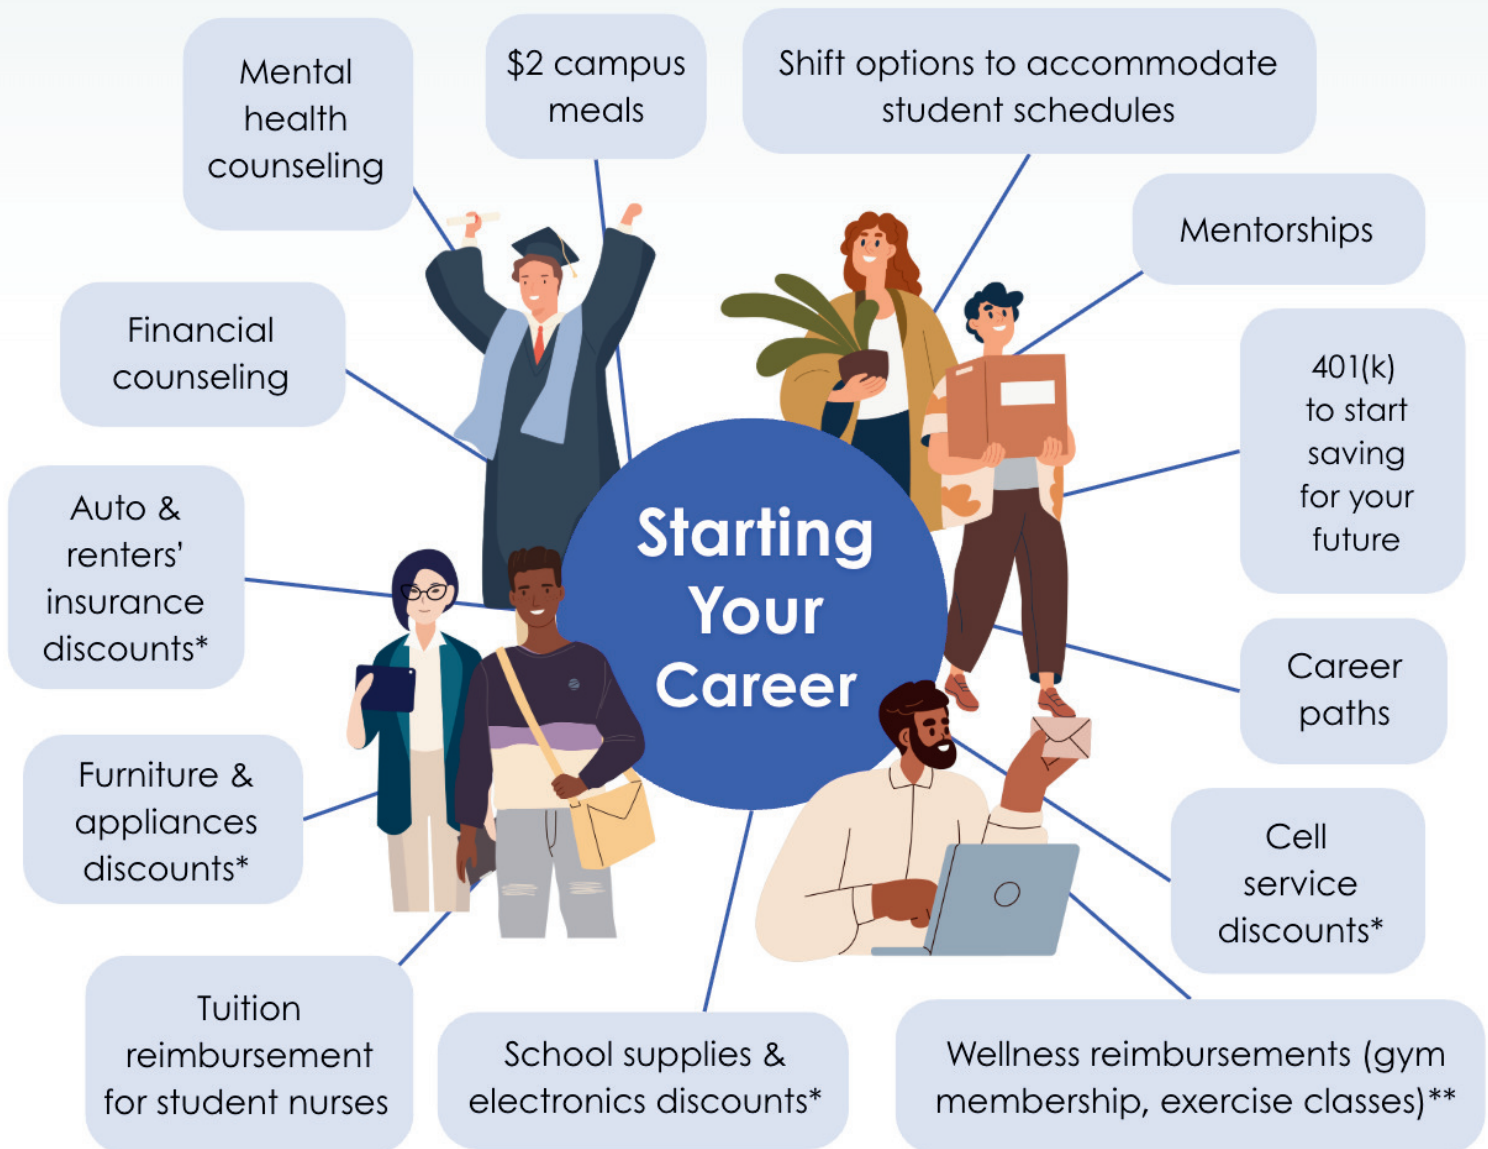 Mental
health
counseling
$2 campus
meals
Shift options to accommodate
student schedules
Mentorships
Financial
counseling
401(k)
to start
saving
for your
future
Auto &
renters'
insurance
discounts*
Starting
Your
Career
Career
paths
Furniture &
appliances
discounts*
Cell
service
discounts*
Tuition
reimbursement
for student nurses
School supplies &
electronics discounts*
Wellness reimbursements (gym
membership, exercise classes)**